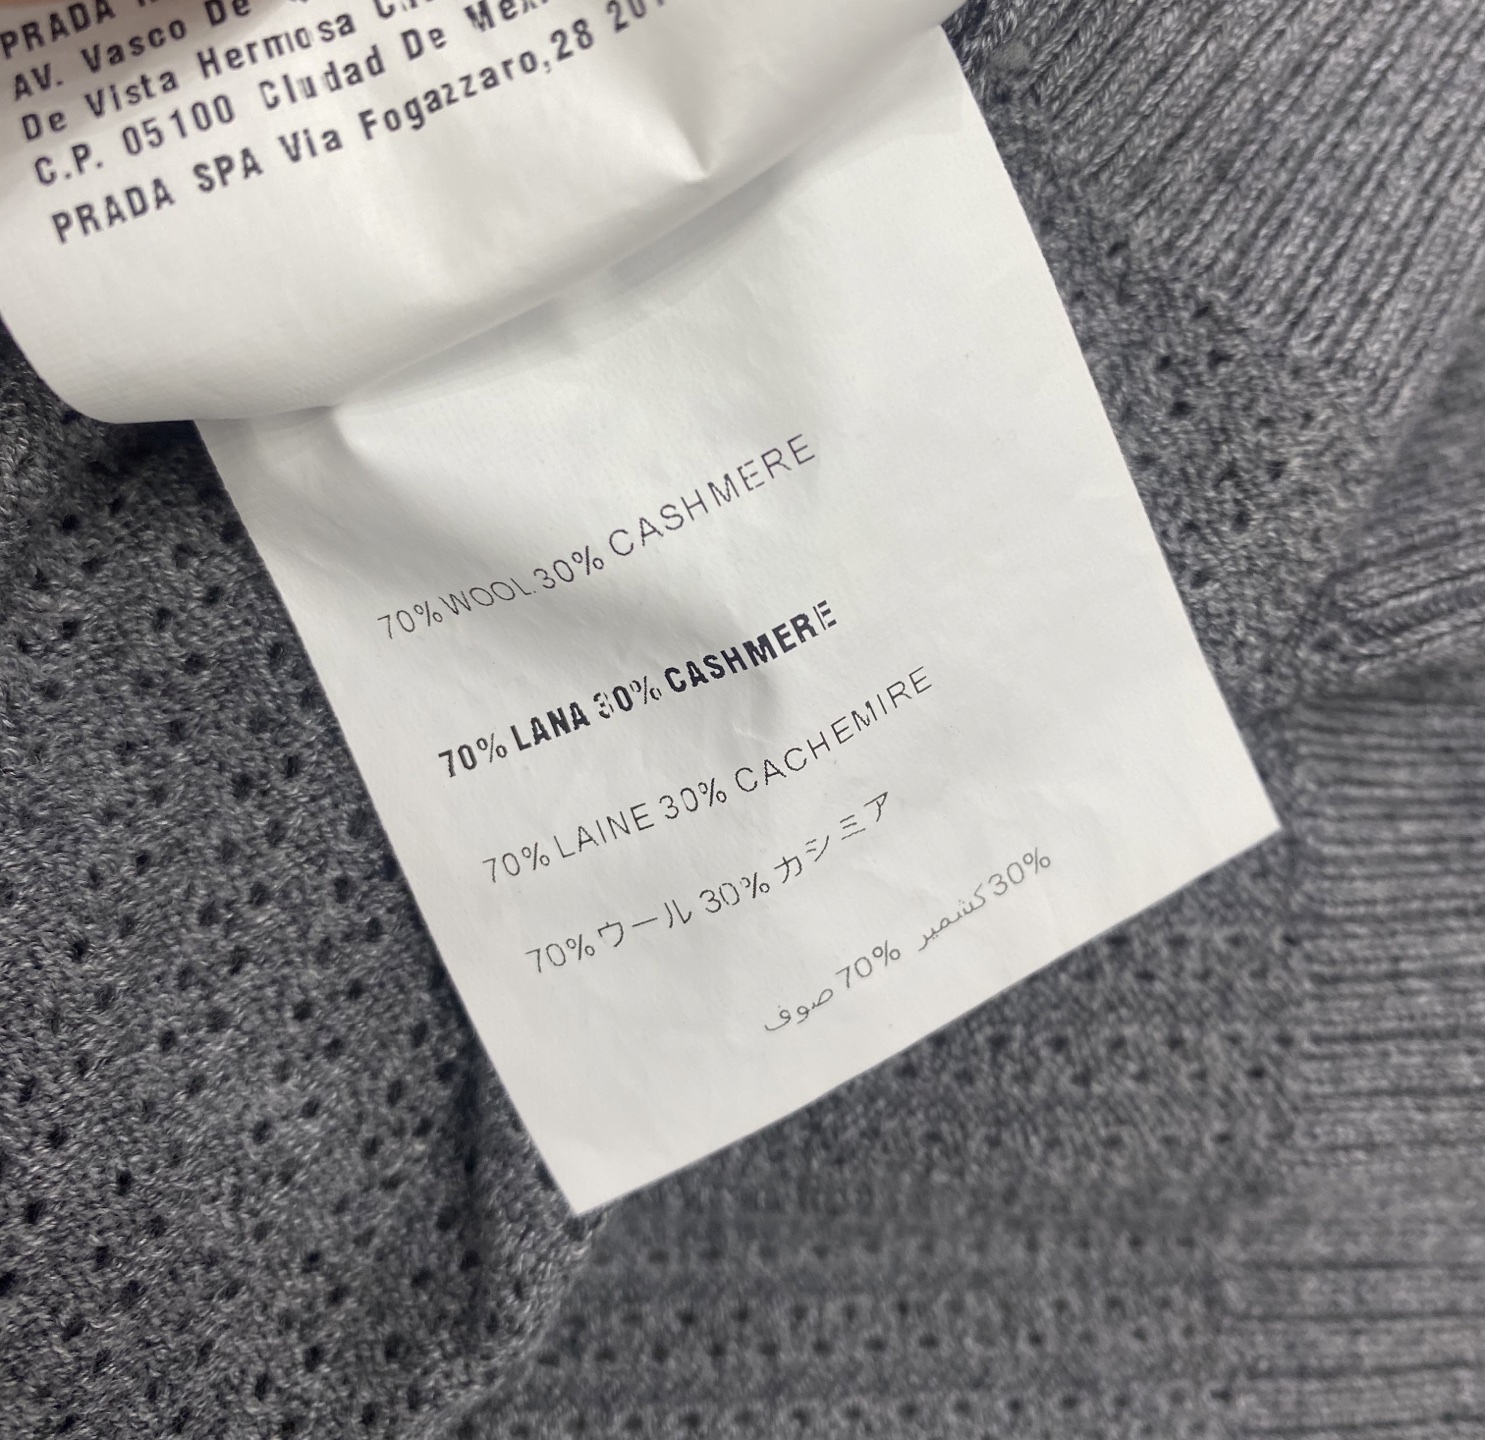 PRADA
AV. Vasco De
De Vista Hermosa
C.P. 05100 Ciudad De
PRADA SPA Via Fogazzaro,28
70% WOOL 30% CASHMERE
70% LANA 30% CASHMERE
70% LAINE 30% CACHEMIRE
70% ウール 30% カシミア
30% كشمير 70% صوف